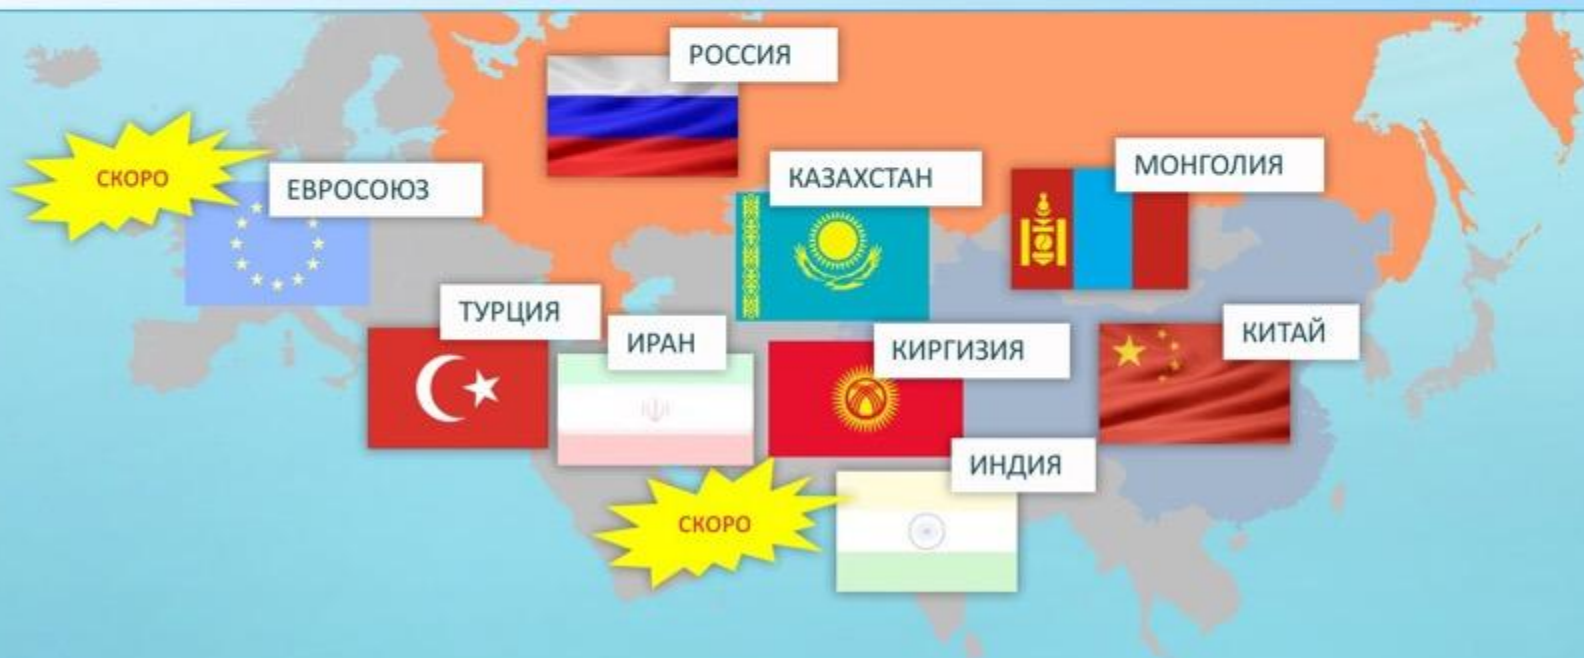 РОССИЯ
МОНГОЛИЯ
КАЗАХСТАН
СКОРО
ЕВРОСОЮЗ
ТУРЦИЯ
ИРАН
КИРГИЗИЯ
КИТАЙ
ИНДИЯ
СКОРО